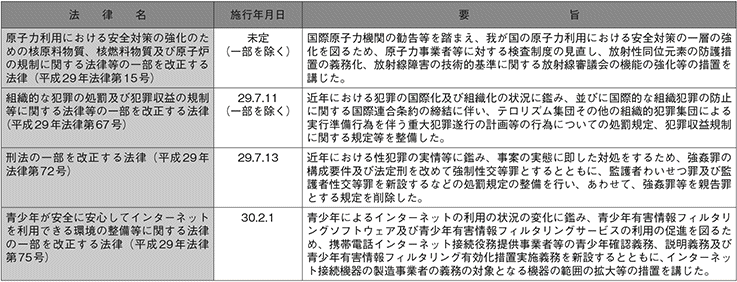 法　律　名　施行年月日　要　旨
原子力利用における安全対策の強化のた
めの核原料物質、核燃料物質及び原子炉
の規制に関する法律等の一部を改正する
法律（平成29年法律第15号）
未定
（一部を除く）
国際原子力機関の勧告等を踏まえ、我が国の原子力利用における安全対策の一層の強
化を図るため、原子力事業者等に対する検査制度の見直し、放射性同位元素の防護措
置の義務化、放射線障害の技術的基準に関する放射線審議会の機能の強化等の措置を
講じた。
組織的な犯罪の処罰及び犯罪収益の規制
等に関する法律等の一部を改正する法律
（平成29年法律第67号）
29.7.11
（一部を除く）
近年における犯罪の国際化及び組織化の状況に鑑み、並びに国際的な組織犯罪の防止
に関する国際連合条約の締結に伴い、テロリズム集団その他の組織的犯罪集団による
実行準備行為を伴う重大犯罪遂行の計画等の行為についての処罰規定、犯罪収益規制
に関する規定等を整備した。
刑法の一部を改正する法律（平成29年
法律第72号）
29.7.13
近年における性犯罪の実情等に鑑み、事案の実態に即した対処をするため、強姦罪の
構成要件及び法定刑を改めて強制性交等罪とするとともに、監護者わいせつ罪及び監
護者性交等罪を新設するなどの処罰規定の整備を行い、あわせて、強姦罪等を親告罪
とする規定を削除した。
青少年が安全に安心してインターネット
を利用できる環境の整備等に関する法律
の一部を改正する法律（平成29年法律
第75号）
30.2.1
青少年によるインターネットの利用の状況の変化に鑑み、青少年有害情報フィルタリ
ングソフトウェア及び青少年有害情報フィルタリングサービスの利用の促進を図るた
め、携帯電話インターネット接続役務提供事業者等の青少年確認義務、説明義務及び
青少年有害情報フィルタリング有効化措置実施義務を新設するとともに、インターネ
ット接続機器の製造事業者の義務の対象となる機器の範囲の拡大等の措置を講じた。